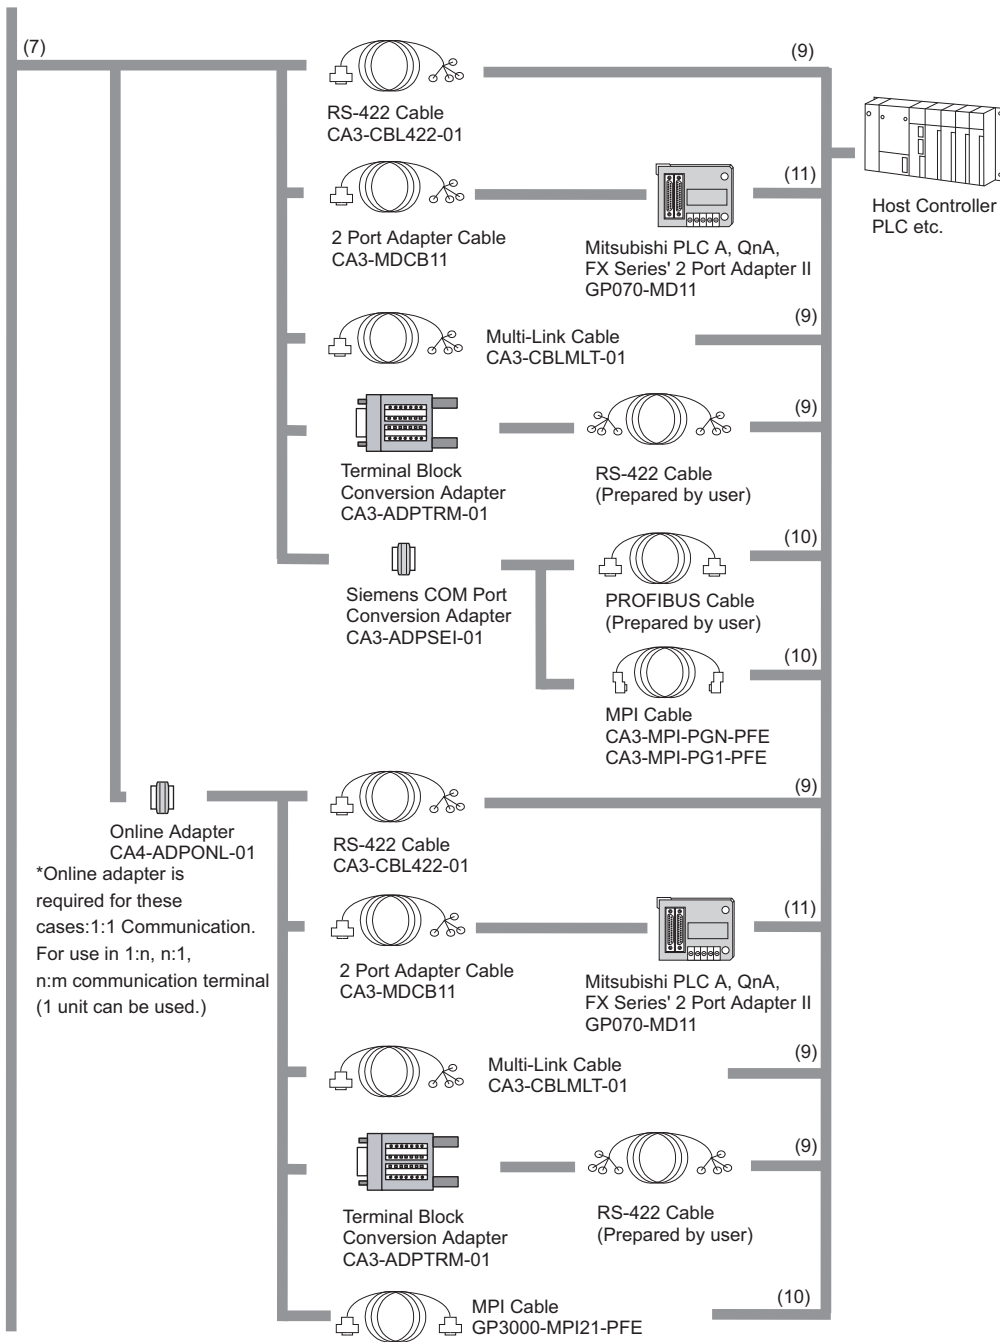 (7)
(9)
RS-422 Cable
CA3-CBL422-01
Host Controller
PLC etc.
(11)
2 Port Adapter Cable
CA3-MDCB11
Mitsubishi PLC A, QnA,
FX Series' 2 Port Adapter II
GP070-MD11
(9)
Multi-Link Cable
CA3-CBLMLT-01
(9)
Terminal Block
Conversion Adapter
CA3-ADPTRM-01
RS-422 Cable
(Prepared by user)
(10)
Siemens COM Port
Conversion Adapter
CA3-ADPSEI-01
PROFIBUS Cable
(Prepared by user)
(10)
MPI Cable
CA3-MPI-PGN-PFE
CA3-MPI-PG1-PFE
(9)
Online Adapter
CA4-ADPONL-01
*Online adapter is
required for these
cases:1:1 Communication.
For use in 1:n, n:1,
n:m communication terminal
(1 unit can be used.)
RS-422 Cable
CA3-CBL422-01
(11)
2 Port Adapter Cable
CA3-MDCB11
Mitsubishi PLC A, QnA,
FX Series' 2 Port Adapter II
GP070-MD11
(9)
Multi-Link Cable
CA3-CBLMLT-01
(9)
Terminal Block
Conversion Adapter
CA3-ADPTRM-01
RS-422 Cable
(Prepared by user)
(10)
MPI Cable
GP3000-MPI21-PFE